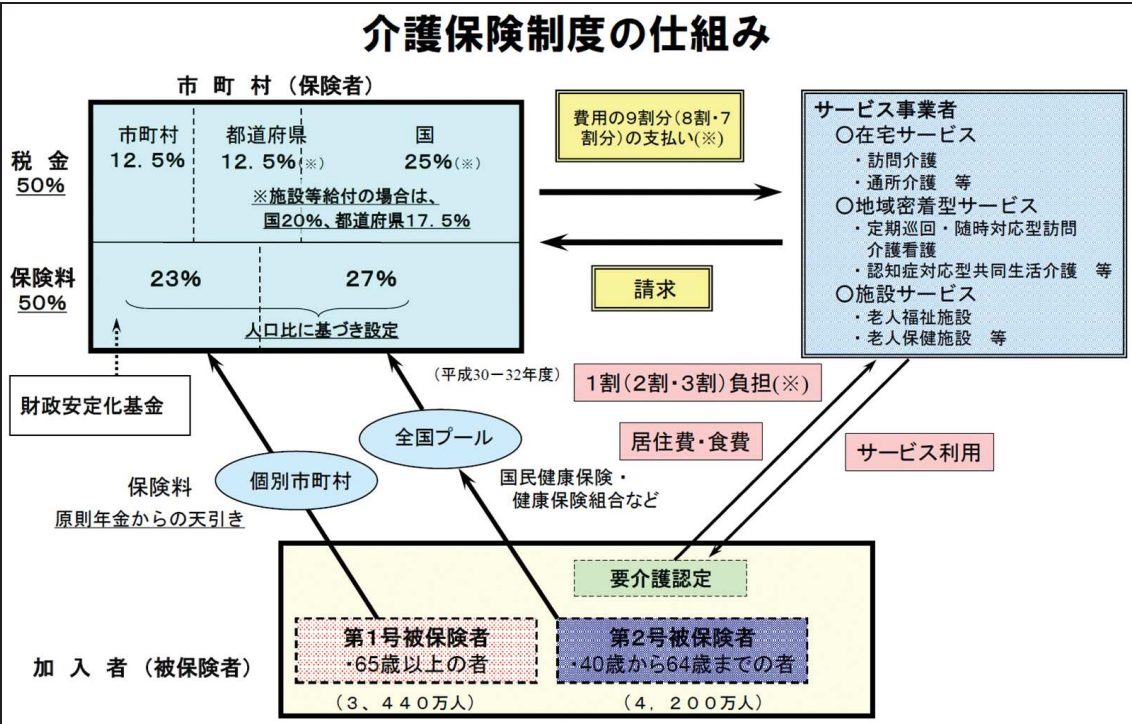 介護保険制度の仕組み
市 町 村 （保険者）
税 金
50%
市町村
12. 5%
都道府県
12. 5%(※)
国
25%(※)
※施設等給付の場合は、
国20%、都道府県17. 5%
保険料
50%
23%
27%
人口比に基づき設定
財政安定化基金
費用の9割分（8割・7
割分）の支払い(※)
請求
サービス事業者
〇在宅サービス
・訪問介護
・通所介護 等
〇地域密着型サービス
・定期巡回・随時対応型訪問
介護看護
・認知症対応型共同生活介護 等
〇施設サービス
・老人福祉施設
・老人保健施設 等
（平成30－32年度）
1割（2割・3割）負担(※)
居住費・食費
サービス利用
全国プール
個別市町村
国民健康保険・
健康保険組合など
保険料
原則年金からの天引き
要介護認定
第1号被保険者
・65歳以上の者
第2号被保険者
・40歳から64歳までの者
加 入 者 （被保険者）
（３、４４０万人）
（４，２００万人）